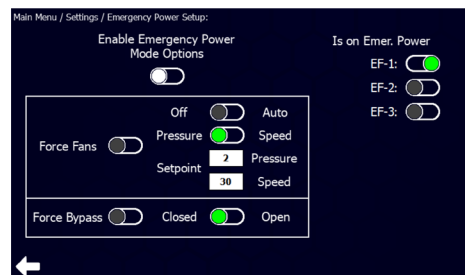 Main Menu / Settings / Emergency Power Setup:
Enable Emergency Power
Mode Options
Is on Emer. Power
EF-1:
EF-2:
EF-3:
Off Auto
Force Fans
Pressure Speed
Setpoint
2 Pressure
30 Speed
Force Bypass Closed Open